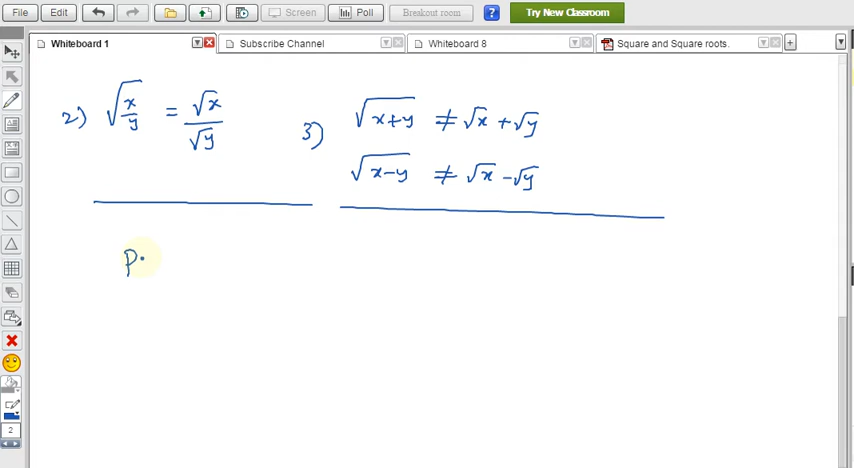 File Edit Screen Poll Breakout room ? Try New Classroom
Whiteboard 1 Subscribe Channel Whiteboard 8 Square and Square roots.
2) √(x/y) = √x/√y
3) √(x+y) ≠ √x + √y
√(x-y) ≠ √x - √y
P.
2